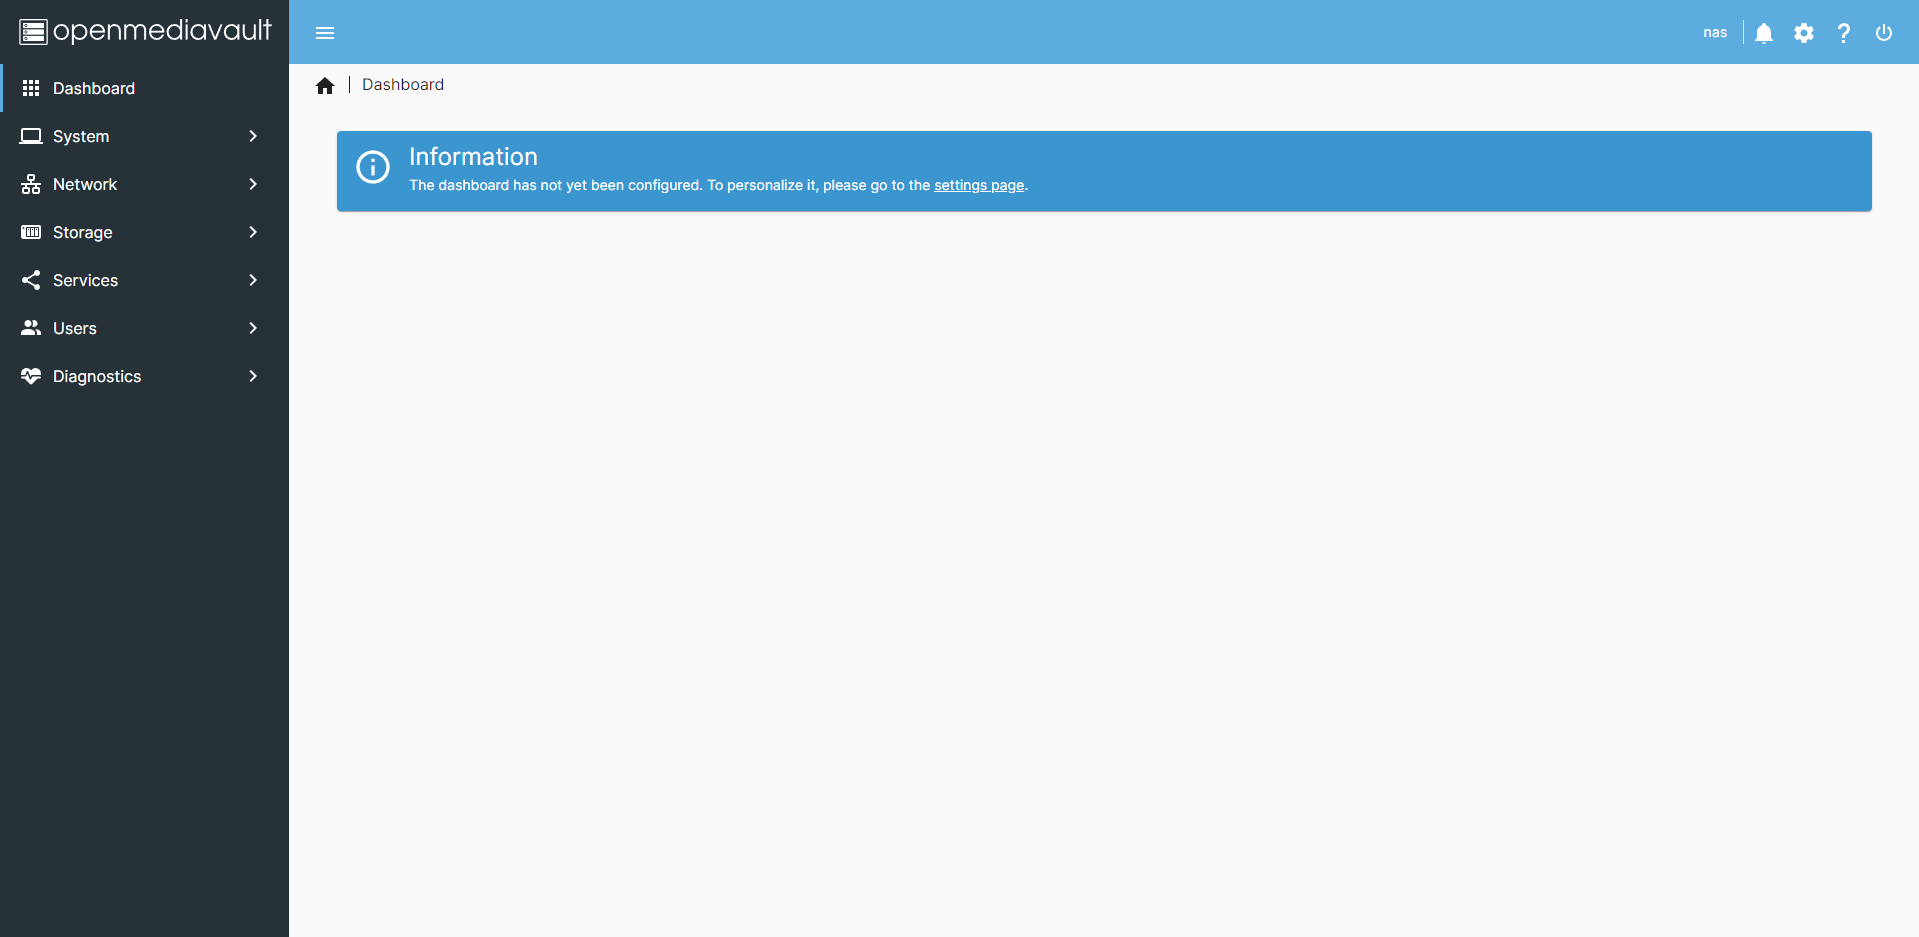 openmediavault
nas
Dashboard
System
Network
Storage
Services
Users
Diagnostics
Dashboard
Information
The dashboard has not yet been configured. To personalize it, please go to the settings page.